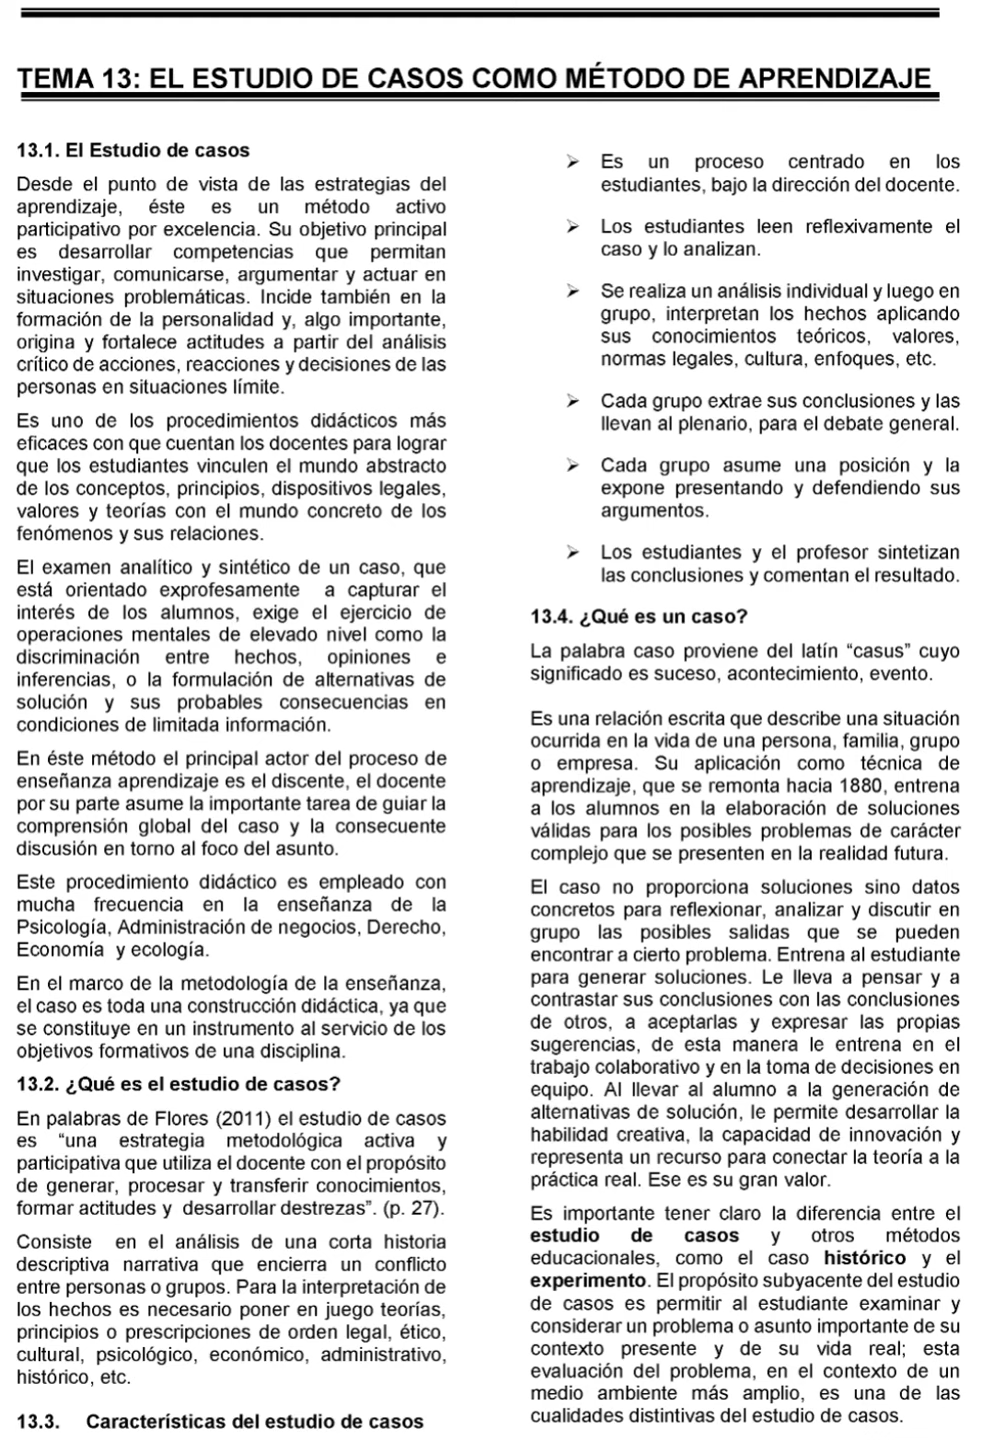 TEMA 13: EL ESTUDIO DE CASOS COMO MÉTODO DE APRENDIZAJE
13.1. El Estudio de casos
Desde el punto de vista de las estrategias del
aprendizaje, éste es un método activo
participativo por excelencia. Su objetivo principal
es desarrollar competencias que permitan
investigar, comunicarse, argumentar y actuar en
situaciones problemáticas. Incide también en la
formación de la personalidad y, algo importante,
origina y fortalece actitudes a partir del análisis
crítico de acciones, reacciones y decisiones de las
personas en situaciones límite.
Es uno de los procedimientos didácticos más
eficaces con que cuentan los docentes para lograr
que los estudiantes vinculen el mundo abstracto
de los conceptos, principios, dispositivos legales,
valores y teorías con el mundo concreto de los
fenómenos y sus relaciones.
El examen analítico y sintético de un caso, que
está orientado exprofesamente a capturar el
interés de los alumnos, exige el ejercicio de
operaciones mentales de elevado nivel como la
discriminación entre hechos, opiniones e
inferencias, o la formulación de alternativas de
solución y sus probables consecuencias en
condiciones de limitada información.
En éste método el principal actor del proceso de
enseñanza aprendizaje es el discente, el docente
por su parte asume la importante tarea de guiar la
comprensión global del caso y la consecuente
discusión en torno al foco del asunto.
Este procedimiento didáctico es empleado con
mucha frecuencia en la enseñanza de la
Psicología, Administración de negocios, Derecho,
Economía y ecología.
En el marco de la metodología de la enseñanza,
el caso es toda una construcción didáctica, ya que
se constituye en un instrumento al servicio de los
objetivos formativos de una disciplina.
13.2. ¿Qué es el estudio de casos?
En palabras de Flores (2011) el estudio de casos
es “una estrategia metodológica activa y
participativa que utiliza el docente con el propósito
de generar, procesar y transferir conocimientos,
formar actitudes y desarrollar destrezas”. (p. 27).
Consiste en el análisis de una corta historia
descriptiva narrativa que encierra un conflicto
entre personas o grupos. Para la interpretación de
los hechos es necesario poner en juego teorías,
principios o prescripciones de orden legal, ético,
cultural, psicológico, económico, administrativo,
histórico, etc.
13.3. Características del estudio de casos
➢ Es un proceso centrado en los
estudiantes, bajo la dirección del docente.
➢ Los estudiantes leen reflexivamente el
caso y lo analizan.
➢ Se realiza un análisis individual y luego en
grupo, interpretan los hechos aplicando
sus conocimientos teóricos, valores,
normas legales, cultura, enfoques, etc.
➢ Cada grupo extrae sus conclusiones y las
llevan al plenario, para el debate general.
➢ Cada grupo asume una posición y la
expone presentando y defendiendo sus
argumentos.
➢ Los estudiantes y el profesor sintetizan
las conclusiones y comentan el resultado.
13.4. ¿Qué es un caso?
La palabra caso proviene del latín “casus” cuyo
significado es suceso, acontecimiento, evento.
Es una relación escrita que describe una situación
ocurrida en la vida de una persona, familia, grupo
o empresa. Su aplicación como técnica de
aprendizaje, que se remonta hacia 1880, entrena
a los alumnos en la elaboración de soluciones
válidas para los posibles problemas de carácter
complejo que se presenten en la realidad futura.
El caso no proporciona soluciones sino datos
concretos para reflexionar, analizar y discutir en
grupo las posibles salidas que se pueden
encontrar a cierto problema. Entrena al estudiante
para generar soluciones. Le lleva a pensar y a
contrastar sus conclusiones con las conclusiones
de otros, a aceptarlas y expresar las propias
sugerencias, de esta manera le entrena en el
trabajo colaborativo y en la toma de decisiones en
equipo. Al llevar al alumno a la generación de
alternativas de solución, le permite desarrollar la
habilidad creativa, la capacidad de innovación y
representa un recurso para conectar la teoría a la
práctica real. Ese es su gran valor.
Es importante tener claro la diferencia entre el
estudio de casos y otros métodos
educacionales, como el caso histórico y el
experimento. El propósito subyacente del estudio
de casos es permitir al estudiante examinar y
considerar un problema o asunto importante de su
contexto presente y de su vida real; esta
evaluación del problema, en el contexto de un
medio ambiente más amplio, es una de las
cualidades distintivas del estudio de casos.